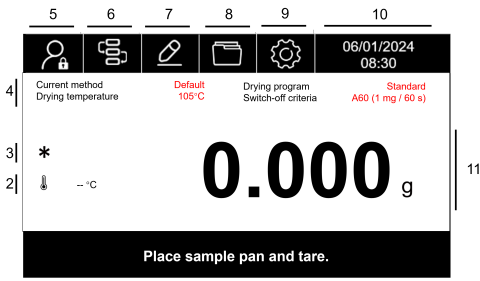 5 6 7 8 9 10
06/01/2024
08:30
4 Current method Default Drying program Standard
Drying temperature 105°C Switch-off criteria A60 (1 mg / 60 s)
3 * 0.000 g 11
2 -- °C
Place sample pan and tare.